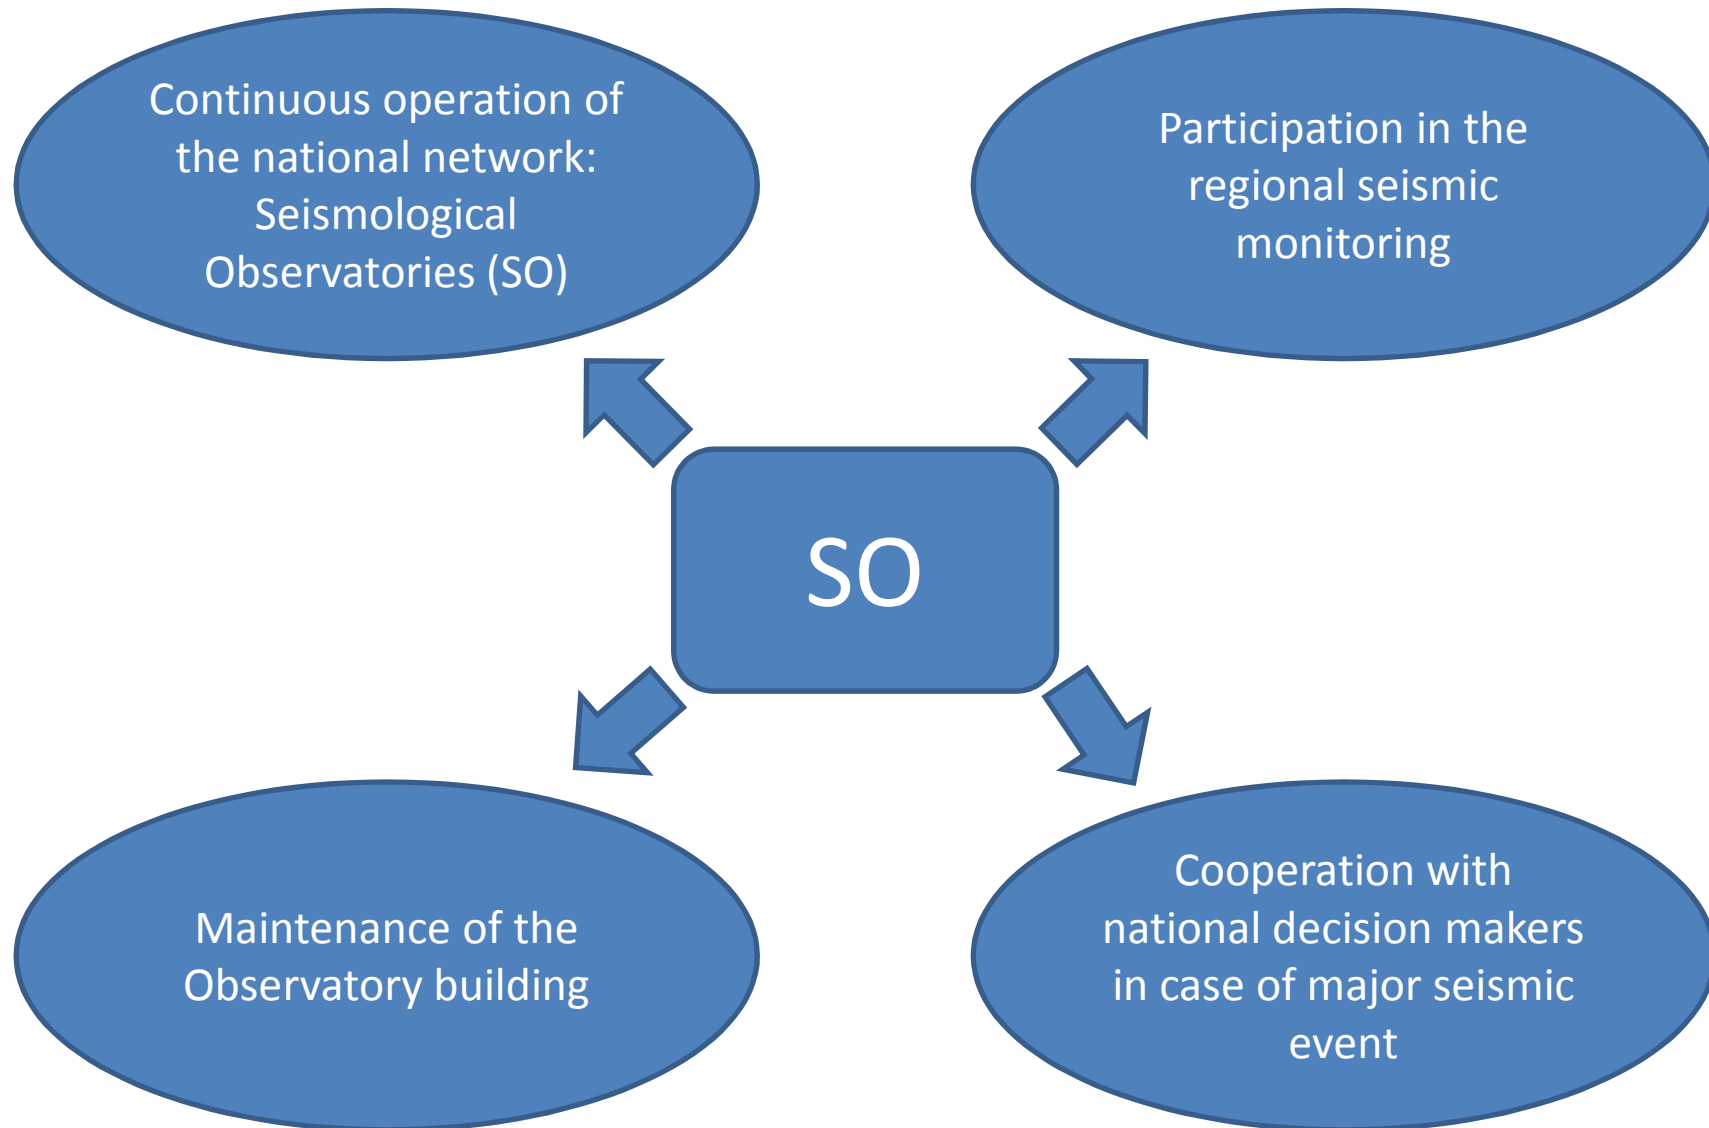 Continuous operation of
the national network:
Seismological
Observatories (SO)
Participation in the
regional seismic
monitoring
SO
Maintenance of the
Observatory building
Cooperation with
national decision makers
in case of major seismic
event